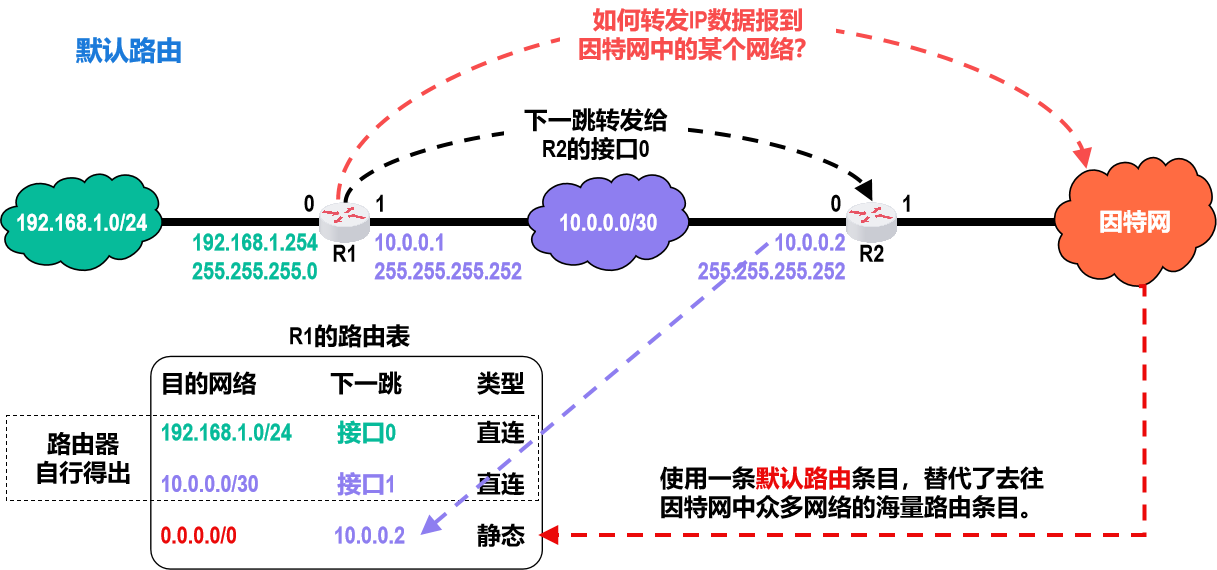 默认路由
如何转发IP数据报到
因特网中的某个网络?
下一跳转发给
R2的接口0
192.168.1.0/24
0
1
R1
192.168.1.254
255.255.255.0
10.0.0.1
255.255.255.252
10.0.0.0/30
0
1
R2
10.0.0.2
255.255.255.252
因特网
R1的路由表
目的网络 下一跳 类型
192.168.1.0/24 接口0 直连
10.0.0.0/30 接口1 直连
0.0.0.0/0 10.0.0.2 静态
路由器
自行得出
使用一条默认路由条目，替代了去往
因特网中众多网络的海量路由条目。